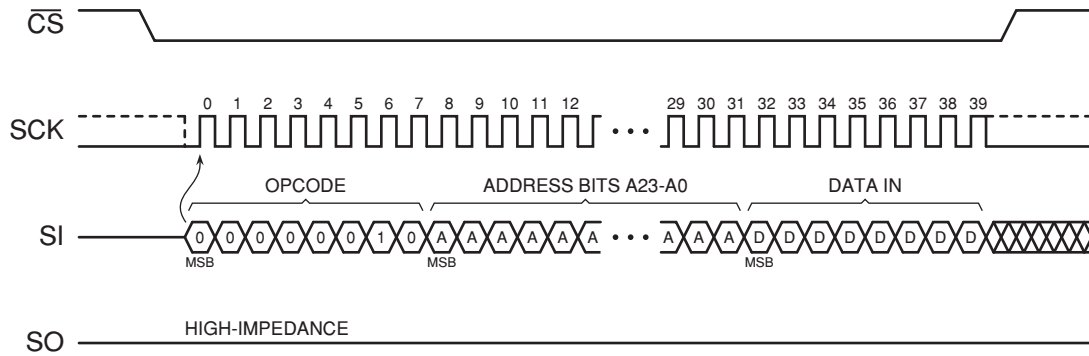 CS
0 1 2 3 4 5 6 7 8 9 10 11 12 29 30 31 32 33 34 35 36 37 38 39
SCK
OPCODE ADDRESS BITS A23-A0 DATA IN
SI 0 0 0 0 0 0 1 0 A A A A A A A A A D D D D D D D D
MSB MSB MSB
HIGH-IMPEDANCE
SO